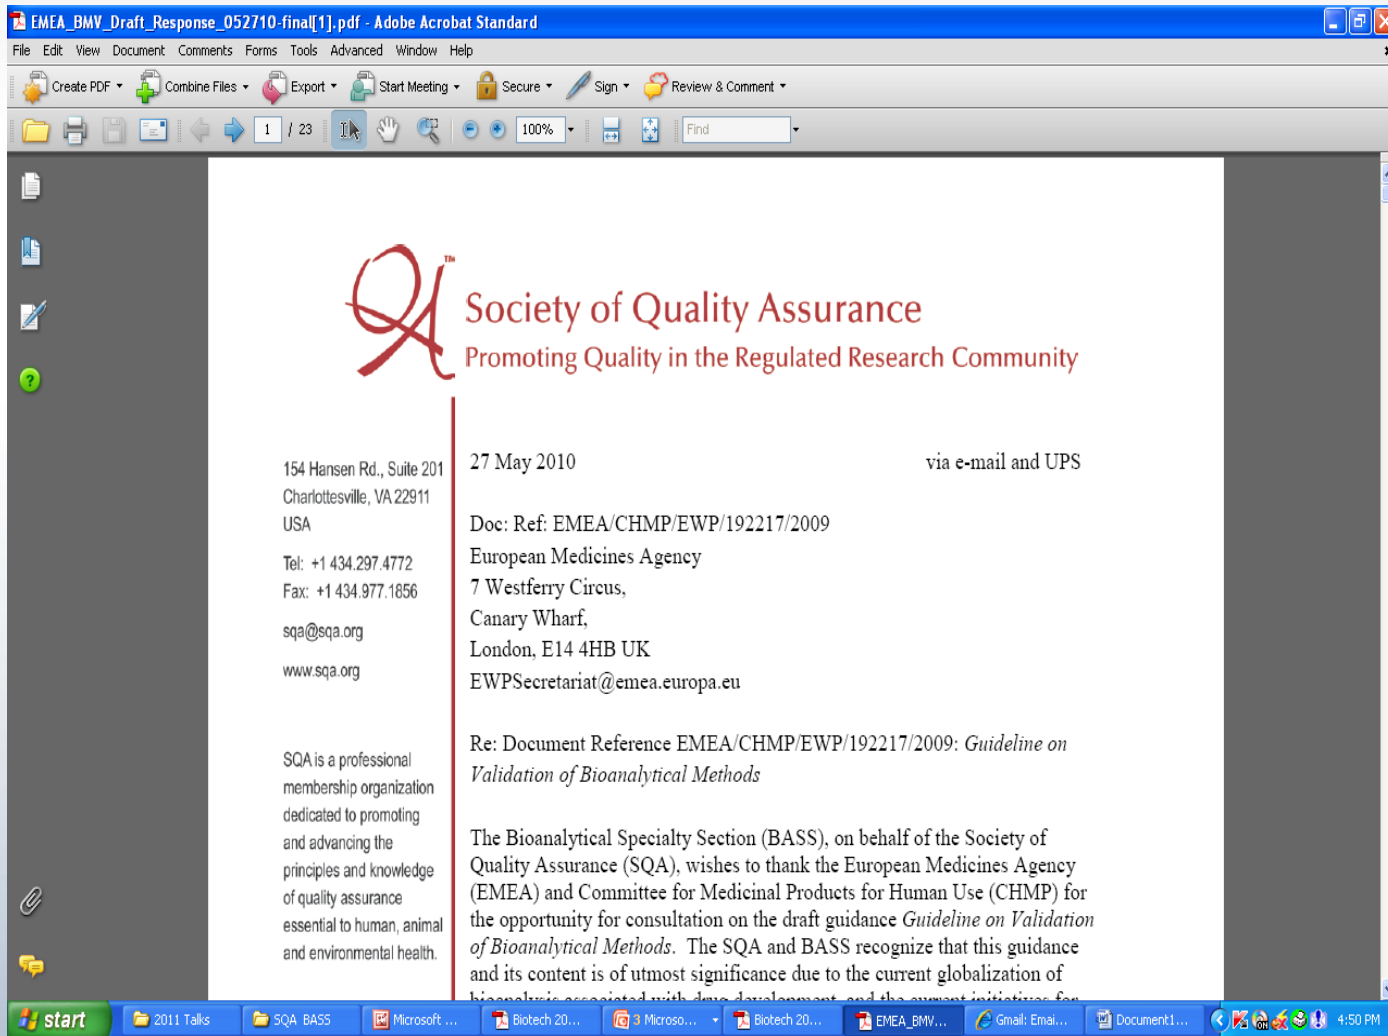 EMEA_BMV_Draft_Response_052710-final[1].pdf - Adobe Acrobat Standard
File Edit View Document Comments Forms Tools Advanced Window Help
Create PDF Combine Files Export Start Meeting Secure Sign Review & Comment
1 / 23 100% Find
QA™
Society of Quality Assurance
Promoting Quality in the Regulated Research Community
154 Hansen Rd., Suite 201
Charlottesville, VA 22911
USA
Tel: +1 434.297.4772
Fax: +1 434.977.1856
sqa@sqa.org
www.sqa.org
SQA is a professional
membership organization
dedicated to promoting
and advancing the
principles and knowledge
of quality assurance
essential to human, animal
and environmental health.
27 May 2010 via e-mail and UPS
Doc: Ref: EMEA/CHMP/EWP/192217/2009
European Medicines Agency
7 Westferry Circus,
Canary Wharf,
London, E14 4HB UK
EWPSecretariat@emea.europa.eu
Re: Document Reference EMEA/CHMP/EWP/192217/2009: Guideline on
Validation of Bioanalytical Methods
The Bioanalytical Specialty Section (BASS), on behalf of the Society of
Quality Assurance (SQA), wishes to thank the European Medicines Agency
(EMEA) and Committee for Medicinal Products for Human Use (CHMP) for
the opportunity for consultation on the draft guidance Guideline on Validation
of Bioanalytical Methods. The SQA and BASS recognize that this guidance
and its content is of utmost significance due to the current globalization of
bioanalysis associated with drug development, and the current initiatives for
start 2011 Talks SQA BASS Microsoft ... Biotech 20... 3 Microso... Biotech 20... EMEA_BMV... Gmail: Emai... Document1... 4:50 PM